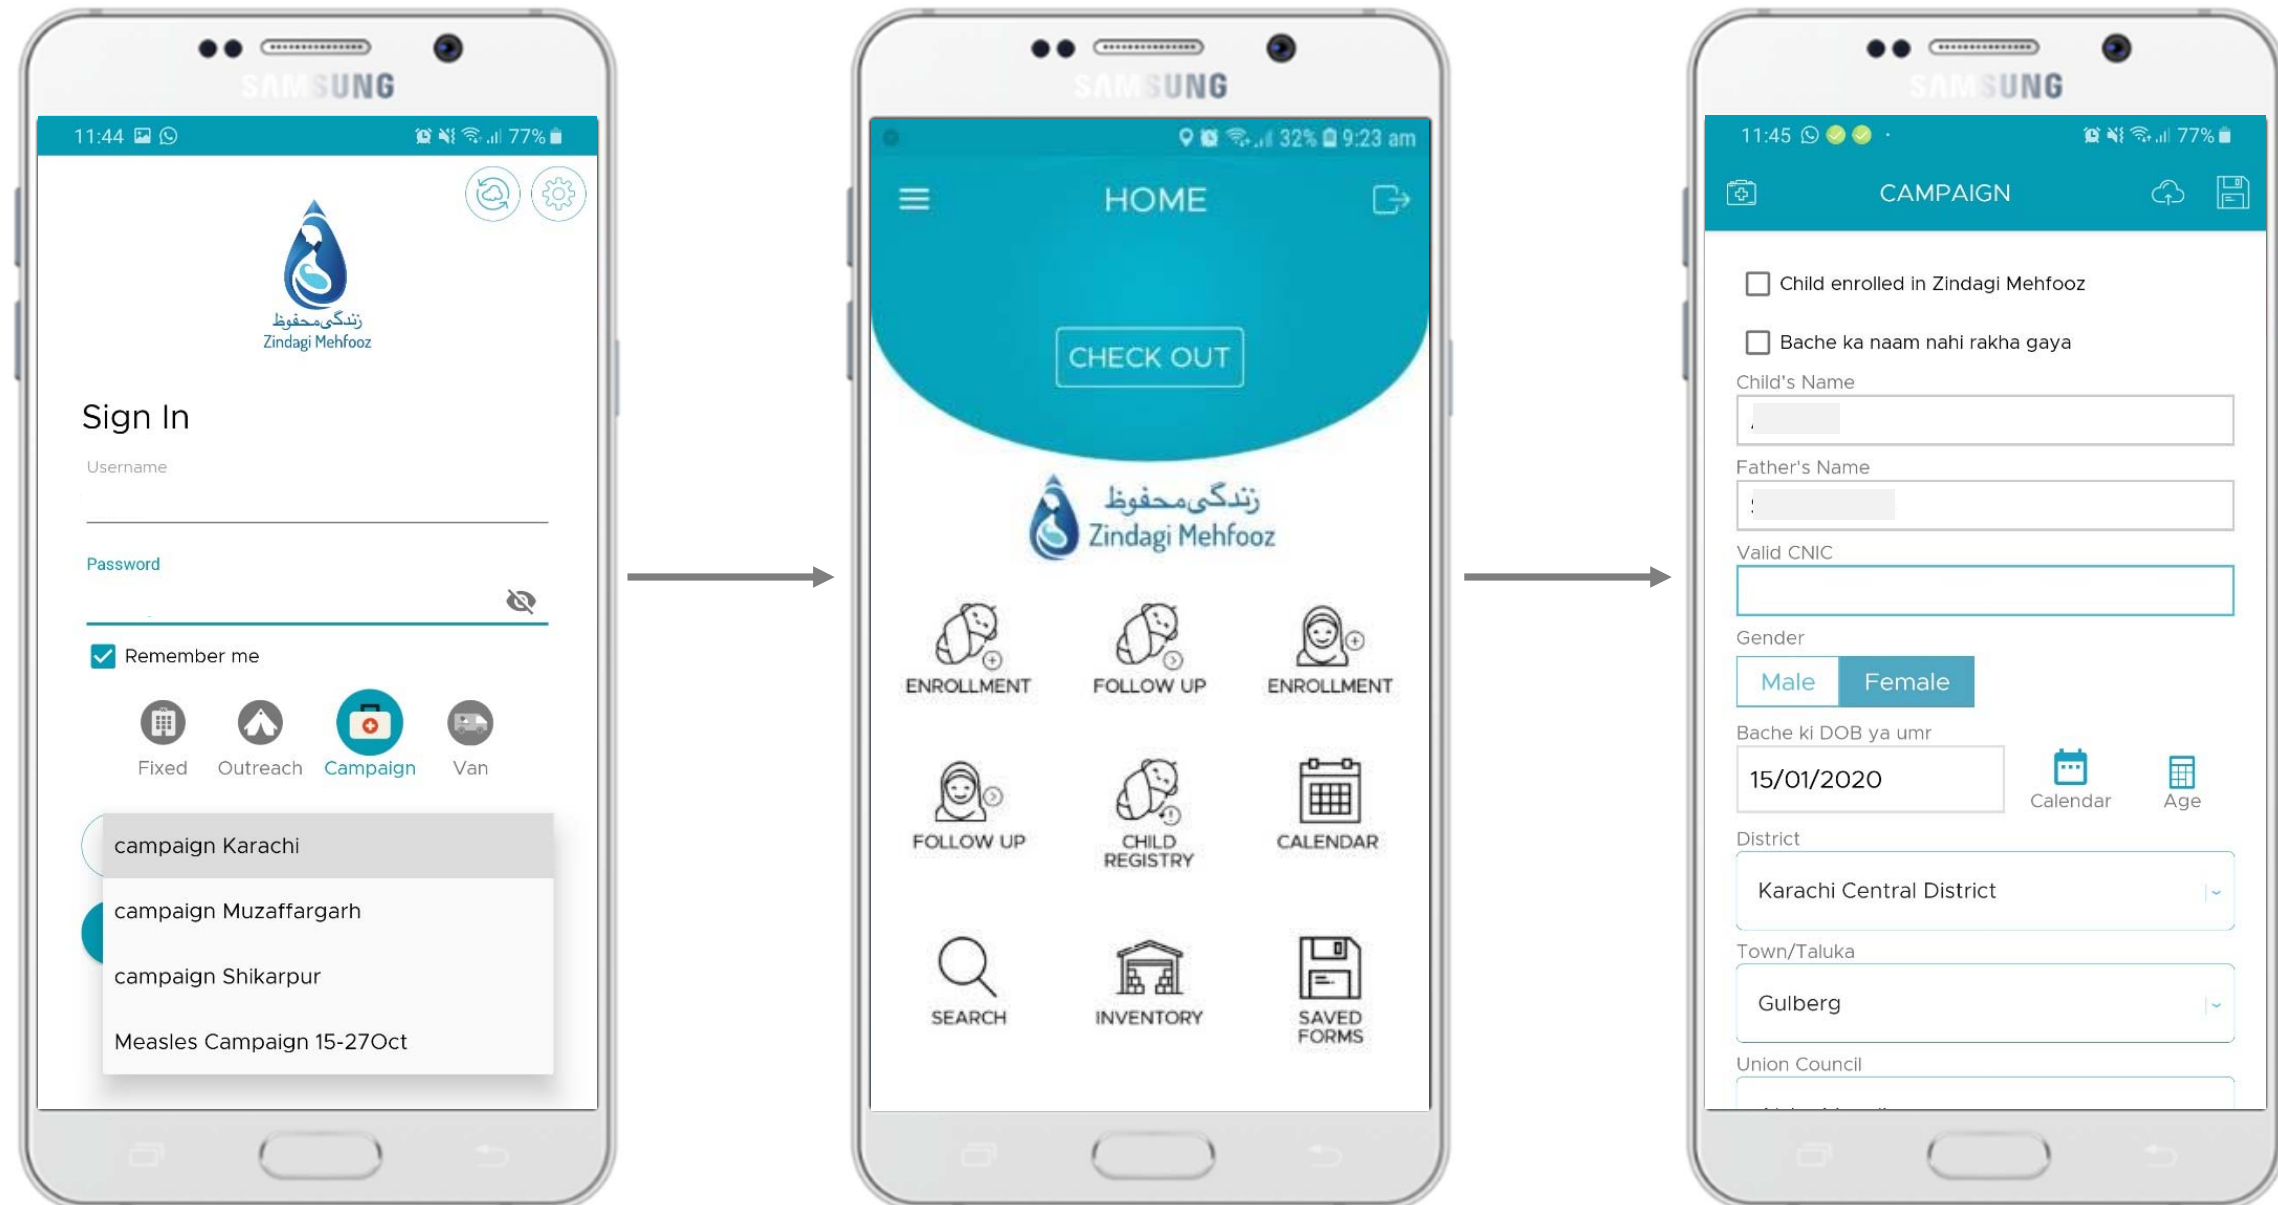 SAMSUNG
11:44
77%
زندگی محفوظ
Zindagi Mehfooz
Sign In
Username
Password
Remember me
Fixed Outreach Campaign Van
campaign Karachi
campaign Muzaffargarh
campaign Shikarpur
Measles Campaign 15-27Oct
SAMSUNG
32% 9:23 am
HOME
CHECK OUT
زندگی محفوظ
Zindagi Mehfooz
ENROLLMENT FOLLOW UP ENROLLMENT
FOLLOW UP CHILD REGISTRY CALENDAR
SEARCH INVENTORY SAVED FORMS
SAMSUNG
11:45 77%
CAMPAIGN
Child enrolled in Zindagi Mehfooz
Bache ka naam nahi rakha gaya
Child's Name
Father's Name
Valid CNIC
Gender
Male Female
Bache ki DOB ya umr
15/01/2020
Calendar Age
District
Karachi Central District
Town/Taluka
Gulberg
Union Council